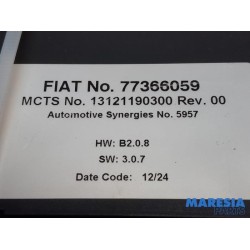 FIAT No. 77366059
MCTS No. 13121190300 Rev. 00
Automotive Synergies No. 5957
HW: B2.0.8
SW: 3.0.7
Date Code: 12/24
MARESIA